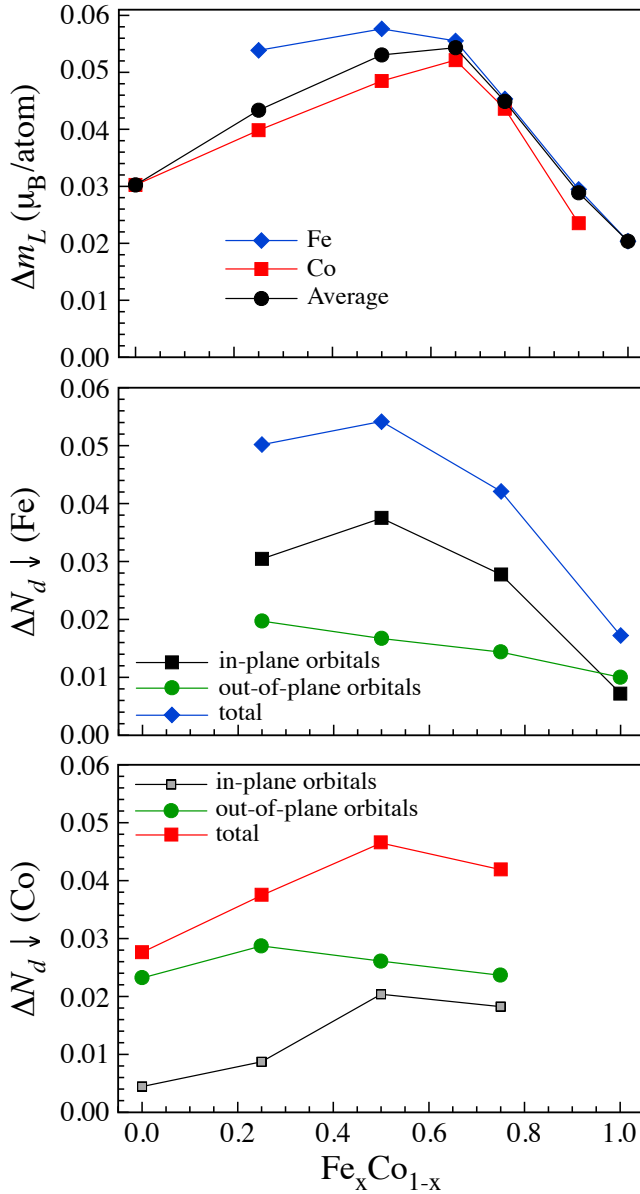 0.06
0.05
0.04
0.03
0.02
0.01
0.00
Δm_L (μ_B/atom)
Fe
Co
Average
0.06
0.05
0.04
0.03
0.02
0.01
0.00
ΔN_d ↓ (Fe)
in-plane orbitals
out-of-plane orbitals
total
0.06
0.05
0.04
0.03
0.02
0.01
0.00
ΔN_d ↓ (Co)
in-plane orbitals
out-of-plane orbitals
total
0.0 0.2 0.4 0.6 0.8 1.0
Fe_xCo_{1-x}